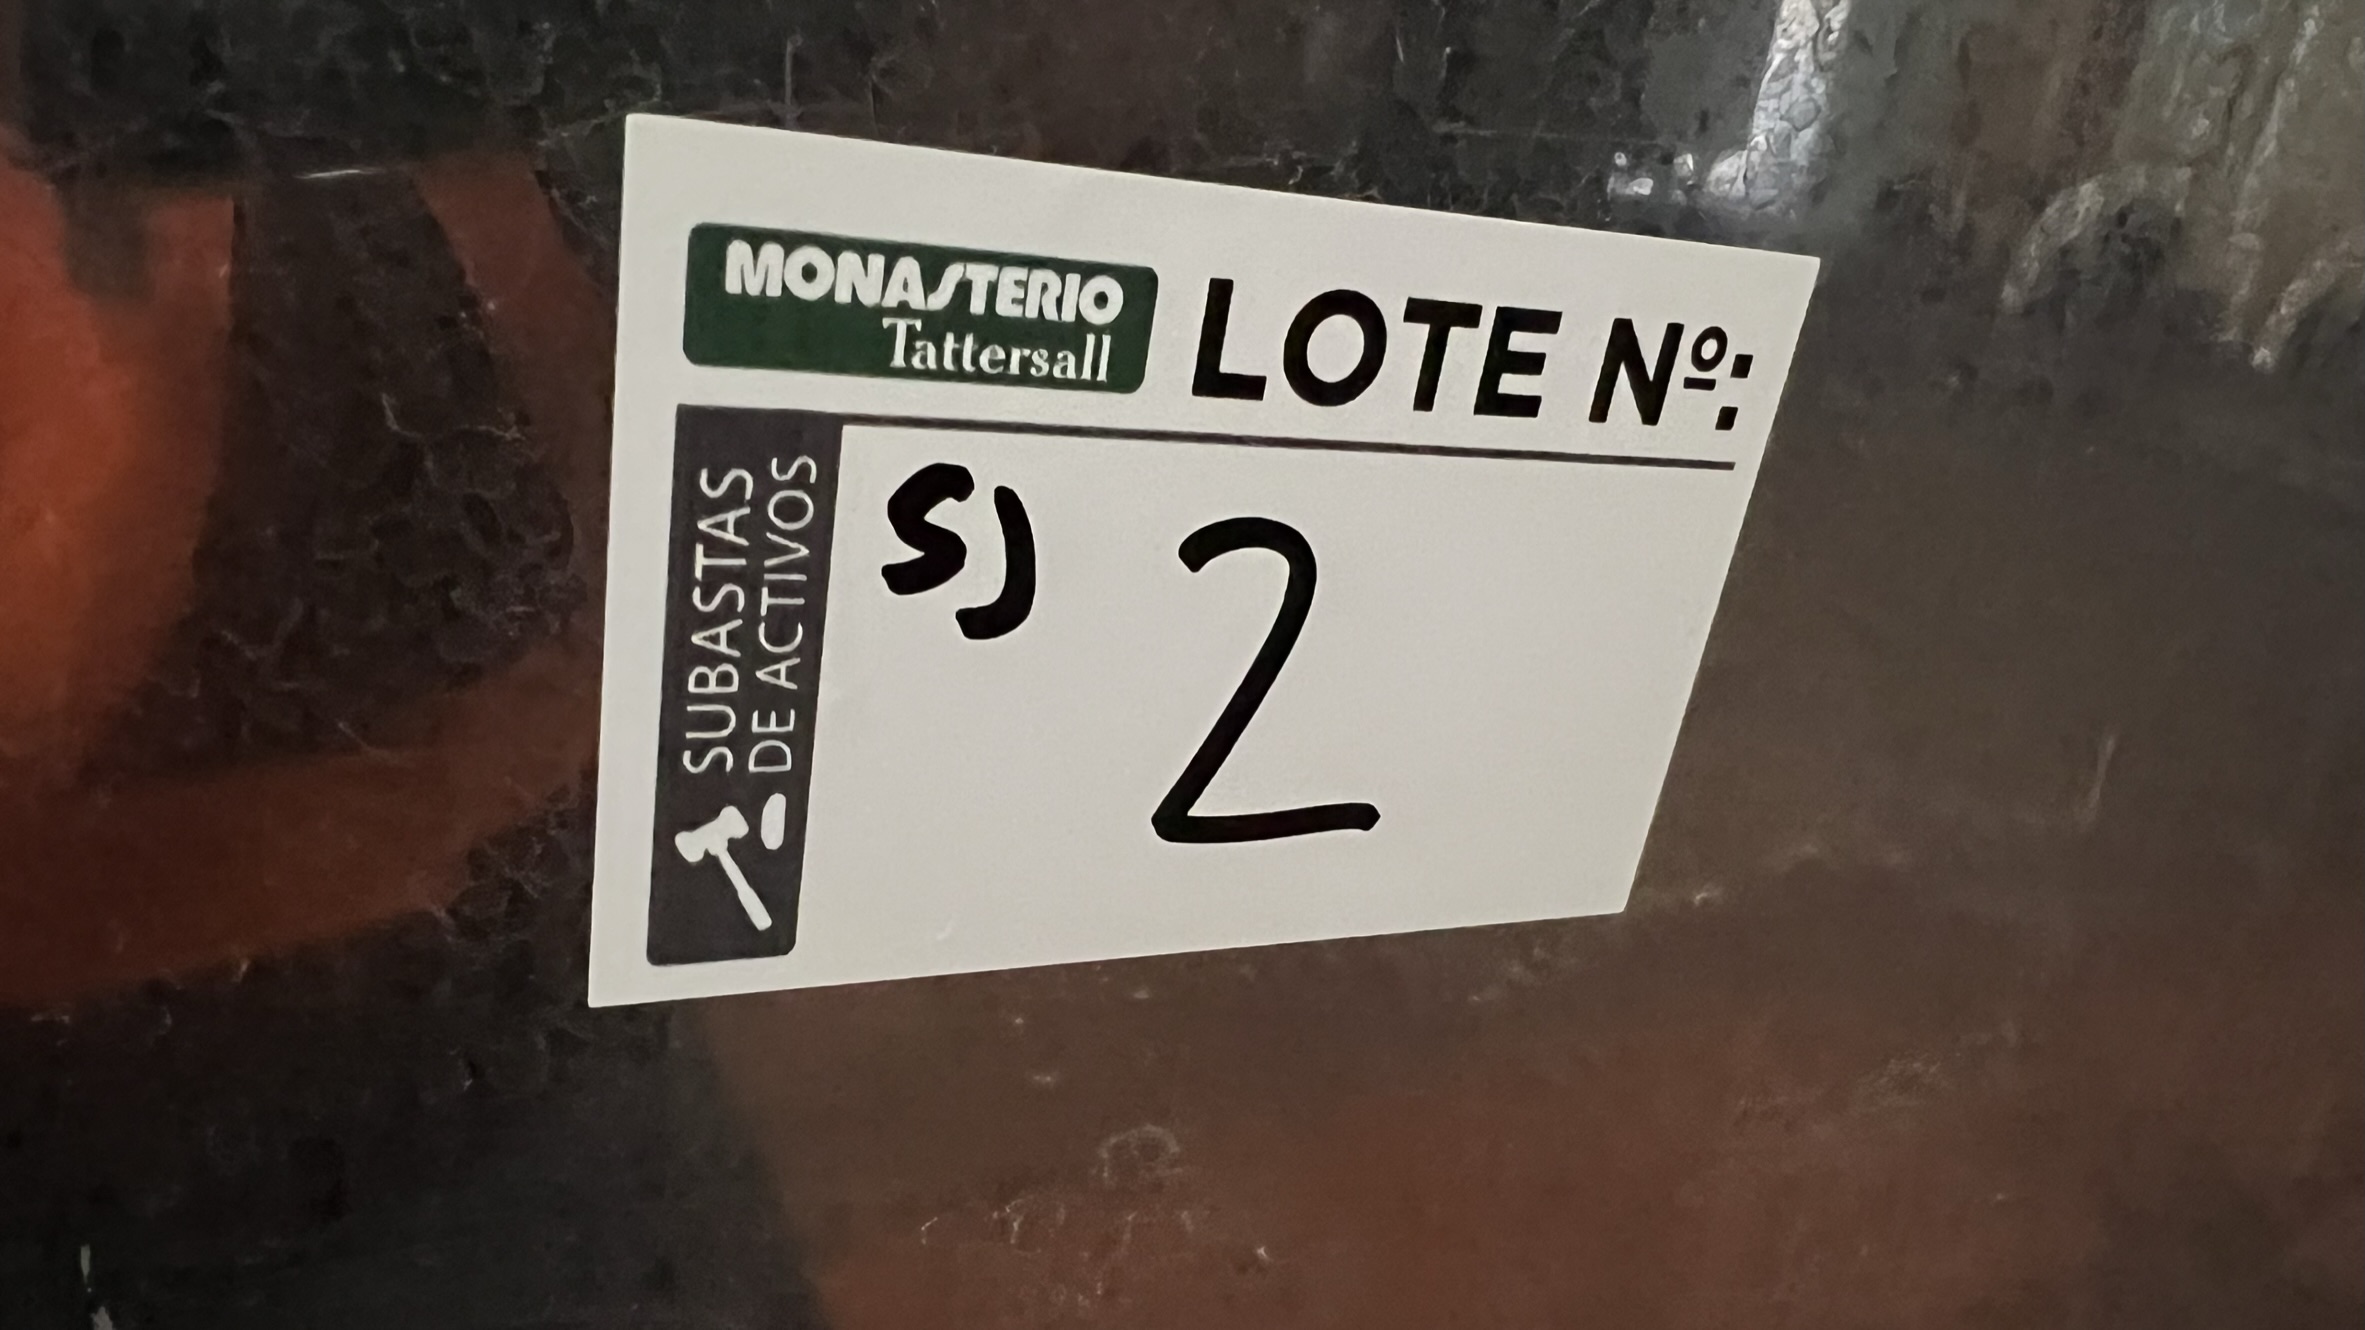 MONASTERIO
Tattersall
LOTE Nº:
SUBASTAS
DE ACTIVOS
S) 2